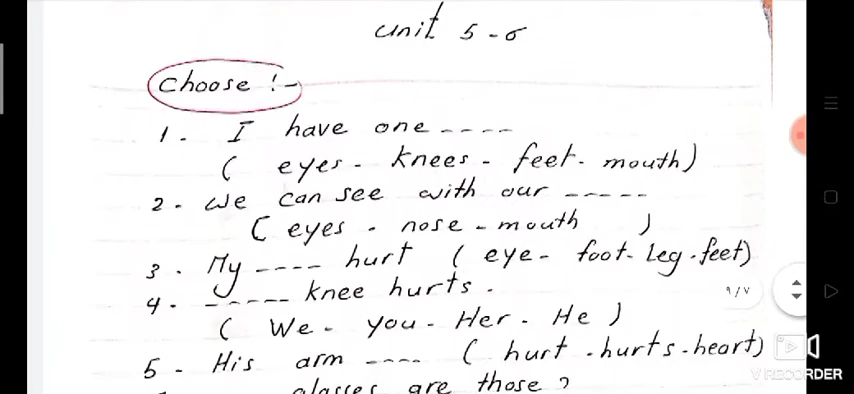 unit 5-6
Choose :-
1. I have one ----
( eyes - knees - feet - mouth)
2 - we can see with our -----
( eyes - nose - mouth )
3 - My ---- hurt ( eye - foot - Leg - feet)
4 - ----- knee hurts.
( We - you - Her - He )
5 - His arm ---- ( hurt - hurts - heart)
glasses are those ?
٩/٧
V RECORDER